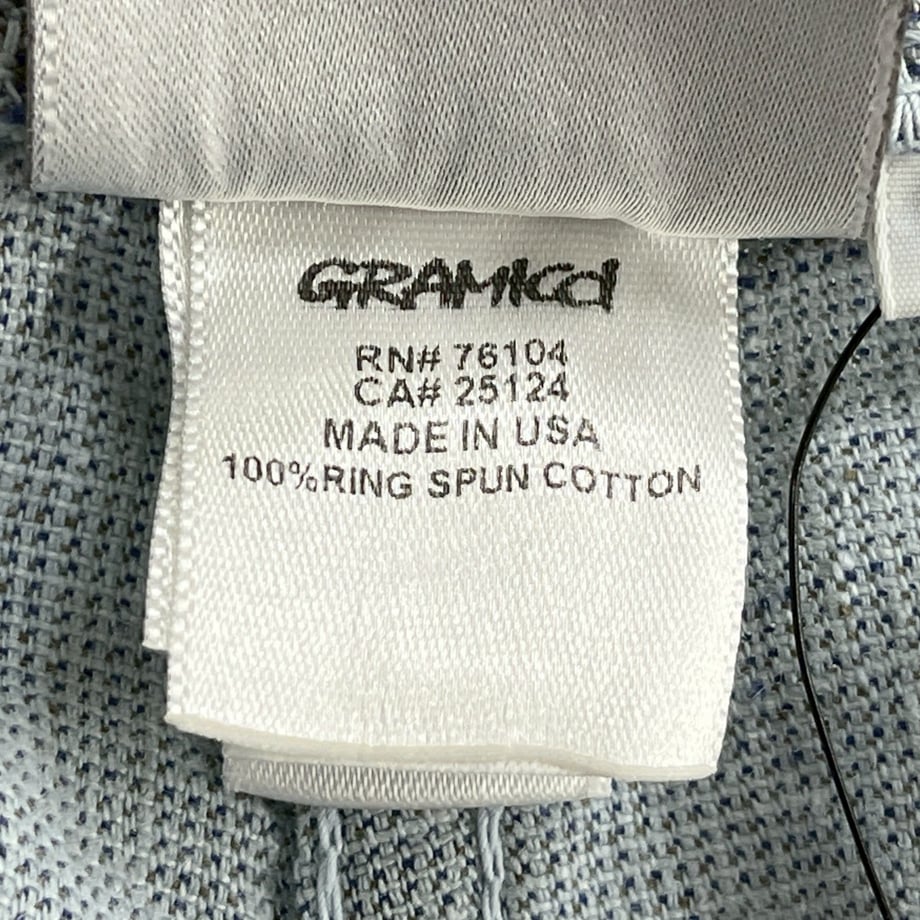 GRAMICCI
RN# 76104
CA# 25124
MADE IN USA
100%RING SPUN COTTON